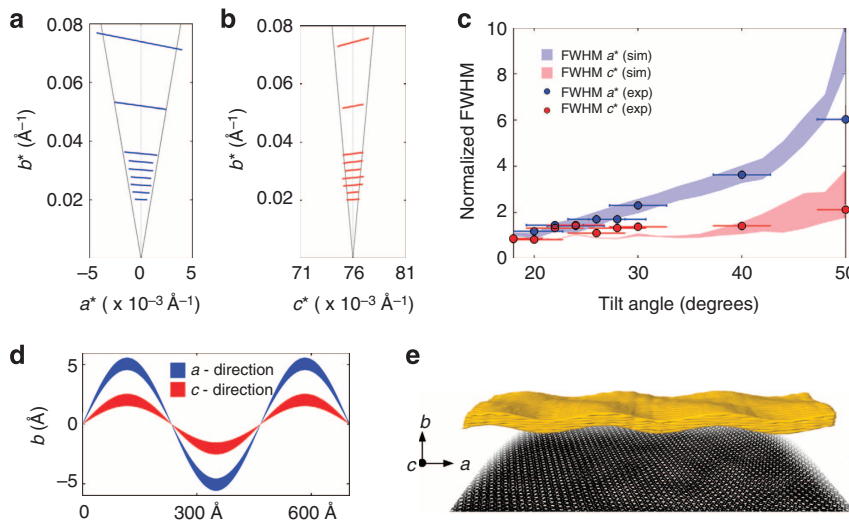 a
b* (Å⁻¹)
0.08
0.06
0.04
0.02
−5
0
5
a* ( x 10⁻³ Å⁻¹)
b
b* (Å⁻¹)
0.08
0.06
0.04
0.02
71
76
81
c* ( x 10⁻³ Å⁻¹)
c
Normalized FWHM
10
8
6
4
2
0
FWHM a* (sim)
FWHM c* (sim)
FWHM a* (exp)
FWHM c* (exp)
20
30
40
50
Tilt angle (degrees)
d
b (Å)
5
0
−5
a - direction
c - direction
0
300 Å
600 Å
e
b
c
a